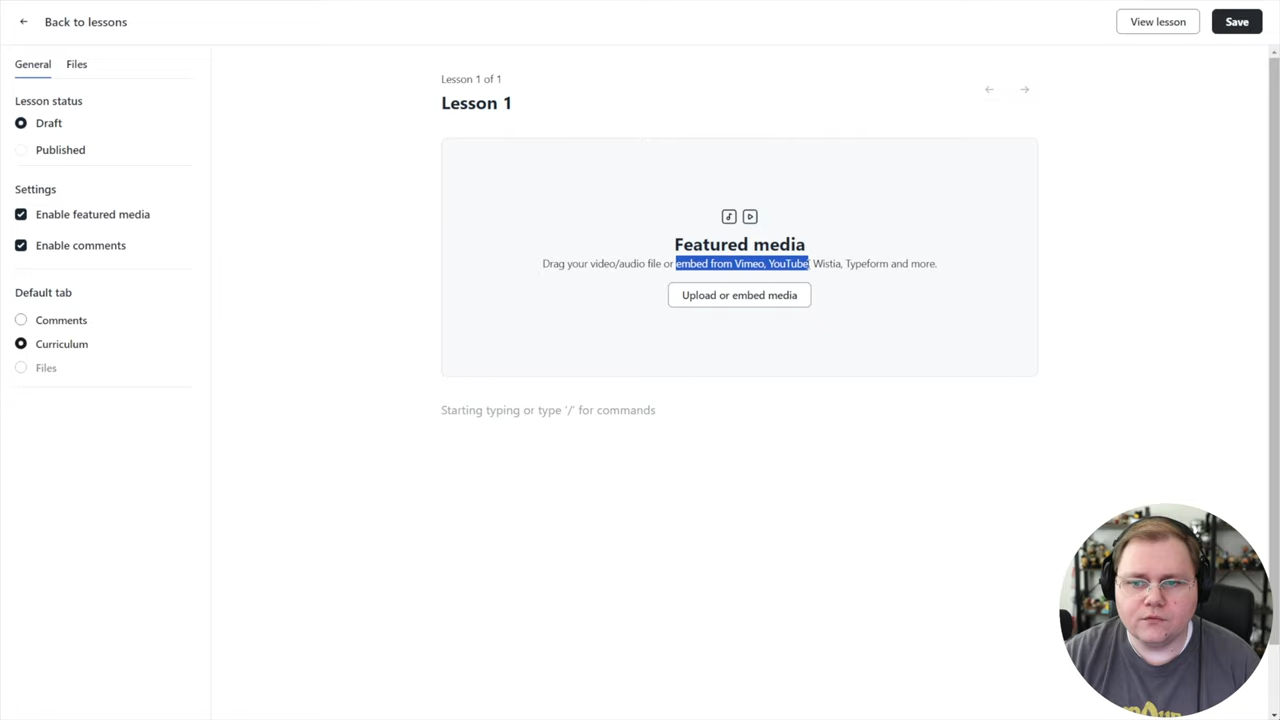 Back to lessons
View lesson
Save
General
Files
Lesson status
Draft
Published
Settings
Enable featured media
Enable comments
Default tab
Comments
Curriculum
Files
Lesson 1 of 1
Lesson 1
Featured media
Drag your video/audio file or embed from Vimeo, YouTube, Wistia, Typeform and more.
Upload or embed media
Starting typing or type '/' for commands